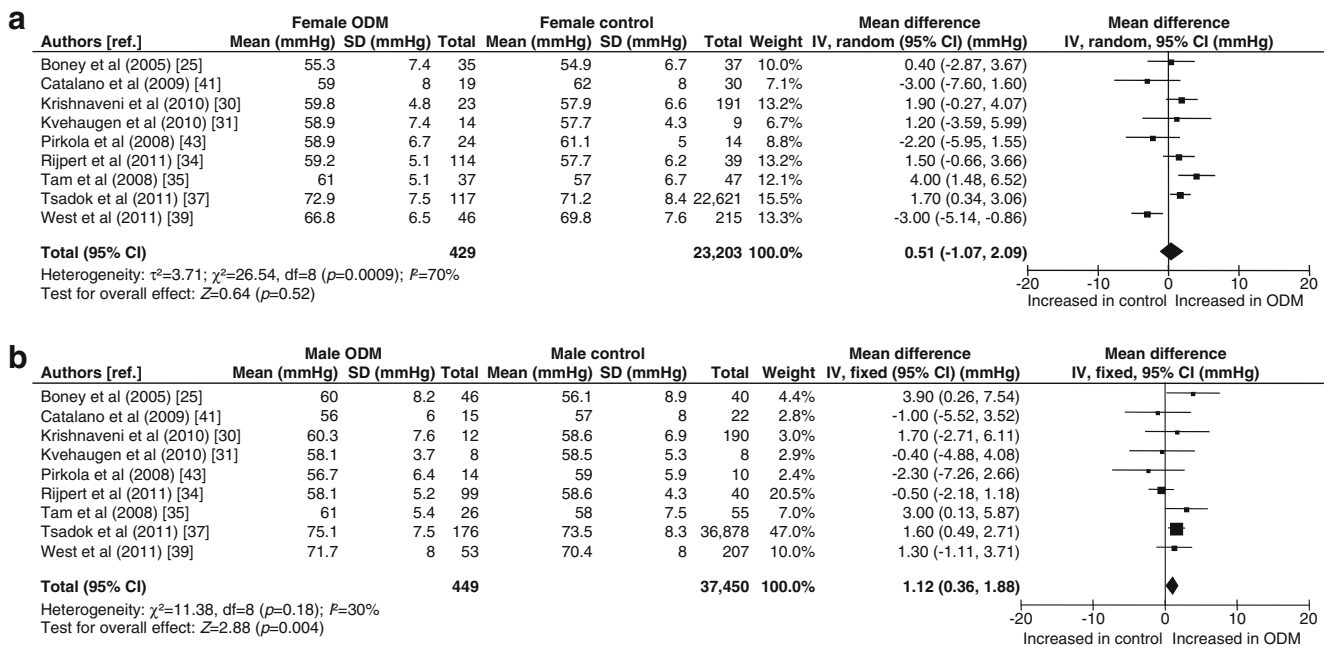 a
Female ODM Female control Mean difference Mean difference
Authors [ref.] Mean (mmHg) SD (mmHg) Total Mean (mmHg) SD (mmHg) Total Weight IV, random (95% CI) (mmHg) IV, random, 95% CI (mmHg)
Boney et al (2005) [25] 55.3 7.4 35 54.9 6.7 37 10.0% 0.40 (-2.87, 3.67)
Catalano et al (2009) [41] 59 8 19 62 8 30 7.1% -3.00 (-7.60, 1.60)
Krishnaveni et al (2010) [30] 59.8 4.8 23 57.9 6.6 191 13.2% 1.90 (-0.27, 4.07)
Kvehaugen et al (2010) [31] 58.9 7.4 14 57.7 4.3 9 6.7% 1.20 (-3.59, 5.99)
Pirkola et al (2008) [43] 58.9 6.7 24 61.1 5 14 8.8% -2.20 (-5.95, 1.55)
Rijpert et al (2011) [34] 59.2 5.1 114 57.7 6.2 39 13.2% 1.50 (-0.66, 3.66)
Tam et al (2008) [35] 61 5.1 37 57 6.7 47 12.1% 4.00 (1.48, 6.52)
Tsadok et al (2011) [37] 72.9 7.5 117 71.2 8.4 22,621 15.5% 1.70 (0.34, 3.06)
West et al (2011) [39] 66.8 6.5 46 69.8 7.6 215 13.3% -3.00 (-5.14, -0.86)
Total (95% CI) 429 23,203 100.0% 0.51 (-1.07, 2.09)
Heterogeneity: τ²=3.71; χ²=26.54, df=8 (p=0.0009); I²=70%
Test for overall effect: Z=0.64 (p=0.52)
-20 -10 0 10 20
Increased in control Increased in ODM
b
Male ODM Male control Mean difference Mean difference
Authors [ref.] Mean (mmHg) SD (mmHg) Total Mean (mmHg) SD (mmHg) Total Weight IV, fixed (95% CI) (mmHg) IV, fixed, 95% CI (mmHg)
Boney et al (2005) [25] 60 8.2 46 56.1 8.9 40 4.4% 3.90 (0.26, 7.54)
Catalano et al (2009) [41] 56 6 15 57 8 22 2.8% -1.00 (-5.52, 3.52)
Krishnaveni et al (2010) [30] 60.3 7.6 12 58.6 6.9 190 3.0% 1.70 (-2.71, 6.11)
Kvehaugen et al (2010) [31] 58.1 3.7 8 58.5 5.3 8 2.9% -0.40 (-4.88, 4.08)
Pirkola et al (2008) [43] 56.7 6.4 14 59 5.9 10 2.4% -2.30 (-7.26, 2.66)
Rijpert et al (2011) [34] 58.1 5.2 99 58.6 4.3 40 20.5% -0.50 (-2.18, 1.18)
Tam et al (2008) [35] 61 5.4 26 58 7.5 55 7.0% 3.00 (0.13, 5.87)
Tsadok et al (2011) [37] 75.1 7.5 176 73.5 8.3 36,878 47.0% 1.60 (0.49, 2.71)
West et al (2011) [39] 71.7 8 53 70.4 8 207 10.0% 1.30 (-1.11, 3.71)
Total (95% CI) 449 37,450 100.0% 1.12 (0.36, 1.88)
Heterogeneity: χ²=11.38, df=8 (p=0.18); I²=30%
Test for overall effect: Z=2.88 (p=0.004)
-20 -10 0 10 20
Increased in control Increased in ODM